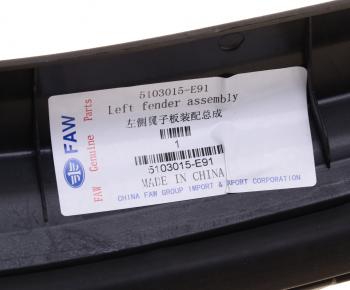 5103015-E91
Left fender assembly
左侧翼子板装配总成
1
5103015-E91
MADE IN CHINA
CHINA FAW GROUP IMPORT & EXPORT CORPORATION
FAW
FAW Genuine Parts